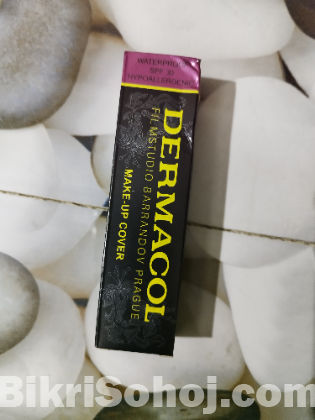 WATERPROOF
SPF 30
HYPOALLERGENIC
DERMACOL
FILMSTUDIO BARRANDOV PRAGUE
MAKE-UP COVER
BikriSohoj.com